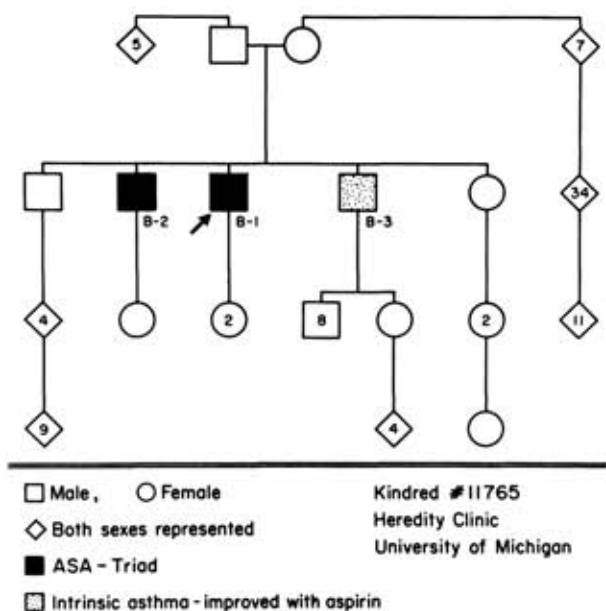 5
7
B-2
B-1
B-3
34
4
2
8
2
11
9
4
Male,
Female
Kindred #11765
Both sexes represented
Heredity Clinic
University of Michigan
ASA - Triad
Intrinsic asthma - improved with aspirin